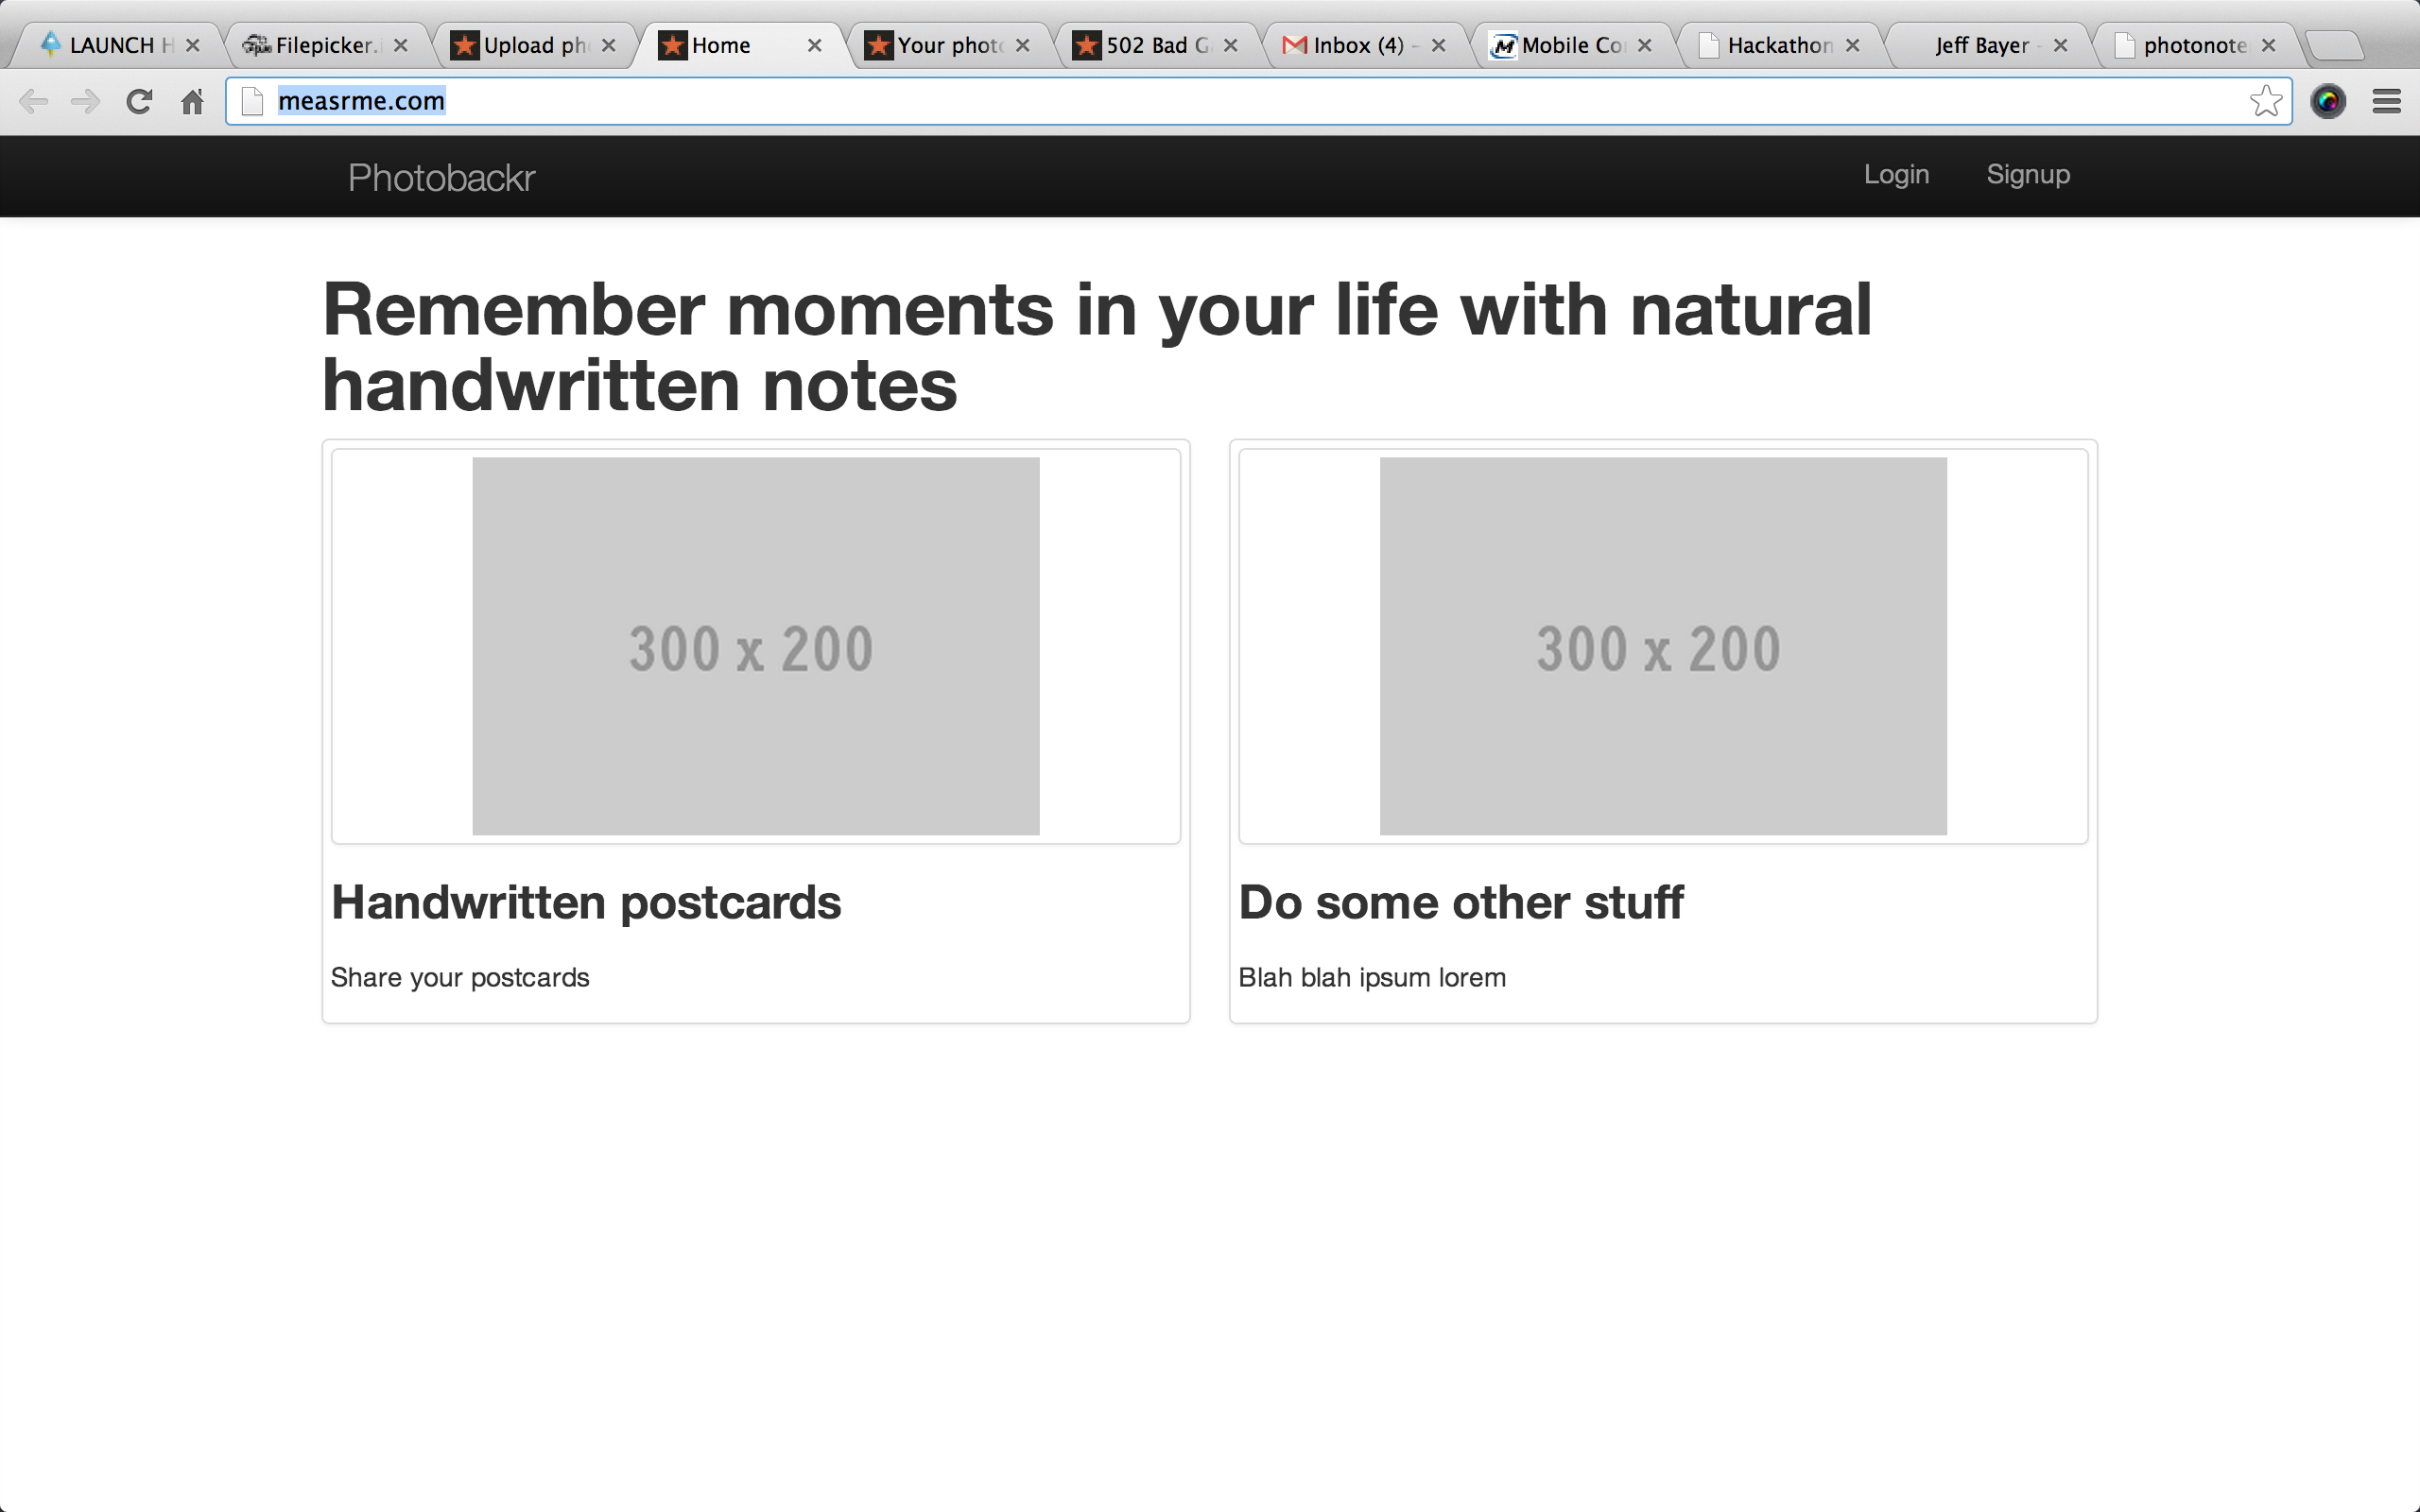 LAUNCH H
Filepicker.i
Upload ph
Home
Your photo
502 Bad G
Inbox (4) -
Mobile Co
Hackathon
Jeff Bayer -
photonote
measrme.com
Photobackr
Login
Signup
Remember moments in your life with natural
handwritten notes
300 x 200
300 x 200
Handwritten postcards
Do some other stuff
Share your postcards
Blah blah ipsum lorem